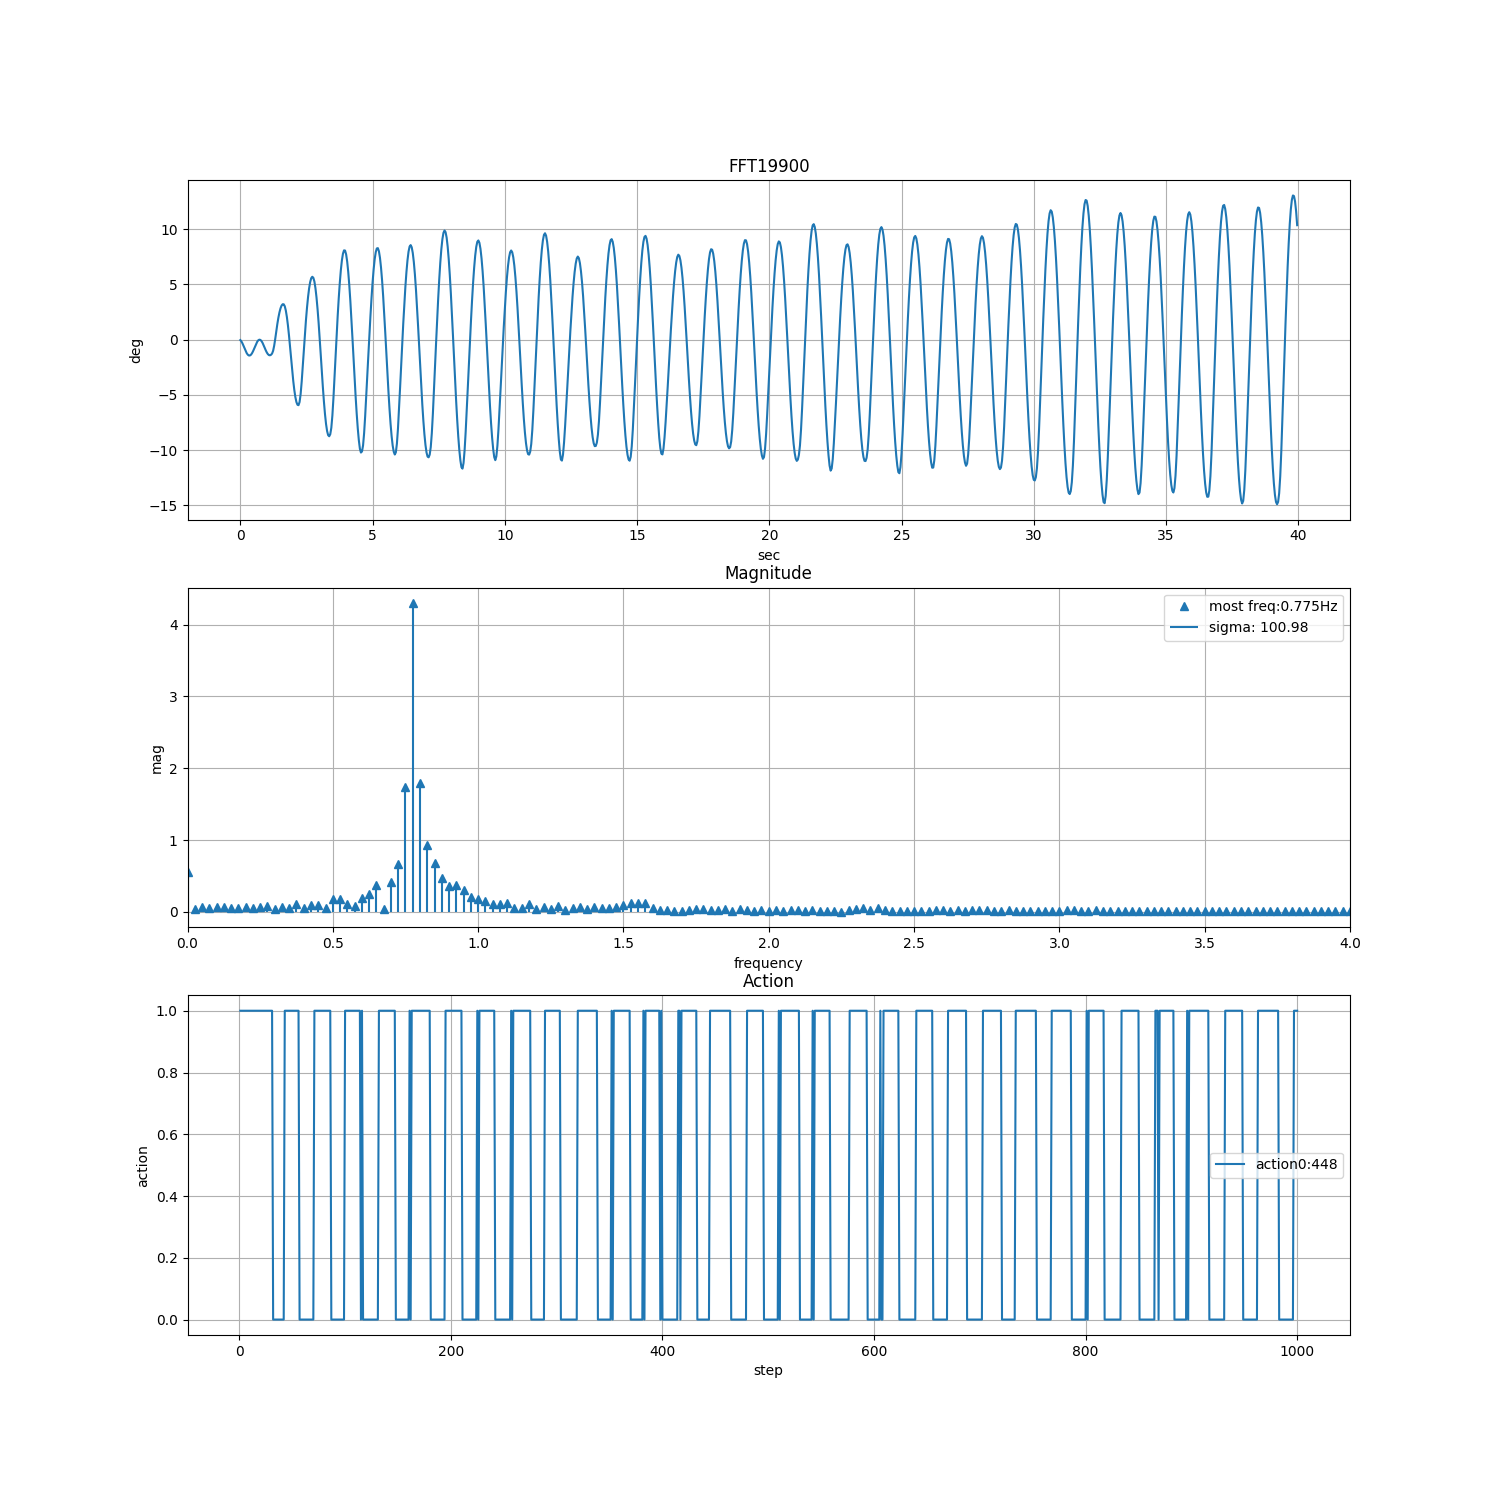 FFT19900
10
5
0
−5
−10
−15
deg
0 5 10 15 20 25 30 35 40
sec
Magnitude
most freq:0.775Hz
sigma: 100.98
4
3
2
1
0
mag
0.0 0.5 1.0 1.5 2.0 2.5 3.0 3.5 4.0
frequency
Action
1.0
0.8
0.6
0.4
0.2
0.0
action
action0:448
0 200 400 600 800 1000
step